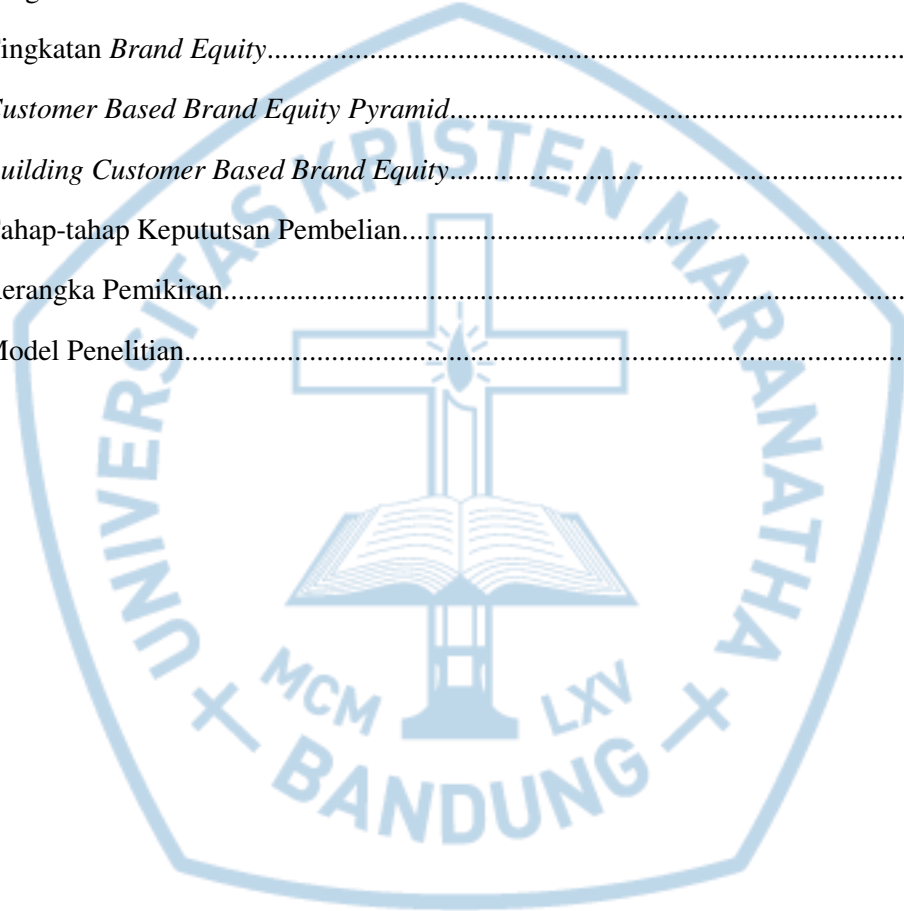 ingkatan Brand Equity
ustomer Based Brand Equity Pyramid
uilding Customer Based Brand Equity
ahap-tahap Kepututsan Pembelian
erangka Pemikiran
odel Penelitian
UNIVERSITAS KRISTEN MARANATHA
MCM LXV
BANDUNG